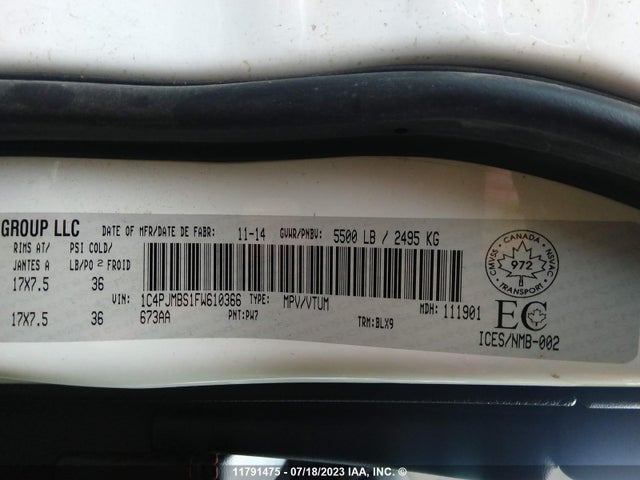 GROUP LLC DATE OF MFR/DATE DE FABR: 11-14 GVWR/PNBV: 5500 LB / 2495 KG
RIMS AT/ PSI COLD/
JANTES A LB/PO² FROID
17X7.5 36
VIN: 1C4PJMBS1FW610366 TYPE: MPV/VTUM MDH: 111901
17X7.5 36 673AA PNT:PW7 TRM:BLX9
CANADA
CMVSS 972 NSVAC
TRANSPORT
EC
ICES/NMB-002
11791475 - 07/18/2023 IAA, INC. ©